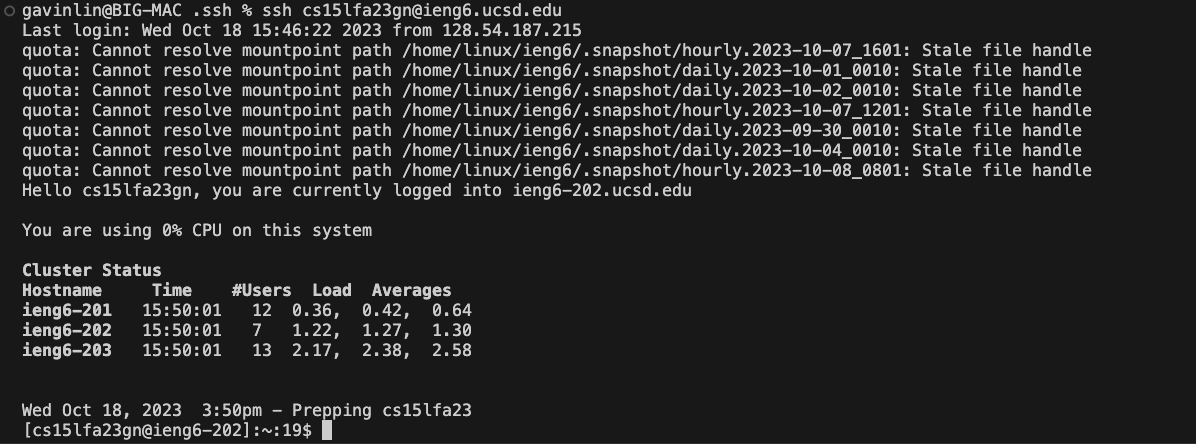 gavinlin@BIG-MAC .ssh % ssh cs15lfa23gn@ieng6.ucsd.edu
Last login: Wed Oct 18 15:46:22 2023 from 128.54.187.215
quota: Cannot resolve mountpoint path /home/linux/ieng6/.snapshot/hourly.2023-10-07_1601: Stale file handle
quota: Cannot resolve mountpoint path /home/linux/ieng6/.snapshot/daily.2023-10-01_0010: Stale file handle
quota: Cannot resolve mountpoint path /home/linux/ieng6/.snapshot/daily.2023-10-02_0010: Stale file handle
quota: Cannot resolve mountpoint path /home/linux/ieng6/.snapshot/hourly.2023-10-07_1201: Stale file handle
quota: Cannot resolve mountpoint path /home/linux/ieng6/.snapshot/daily.2023-09-30_0010: Stale file handle
quota: Cannot resolve mountpoint path /home/linux/ieng6/.snapshot/daily.2023-10-04_0010: Stale file handle
quota: Cannot resolve mountpoint path /home/linux/ieng6/.snapshot/hourly.2023-10-08_0801: Stale file handle
Hello cs15lfa23gn, you are currently logged into ieng6-202.ucsd.edu
You are using 0% CPU on this system
Cluster Status
Hostname     Time    #Users  Load  Averages
ieng6-201   15:50:01   12  0.36,  0.42,  0.64
ieng6-202   15:50:01   7   1.22,  1.27,  1.30
ieng6-203   15:50:01   13  2.17,  2.38,  2.58
Wed Oct 18, 2023  3:50pm - Prepping cs15lfa23
[cs15lfa23gn@ieng6-202]:~:19$